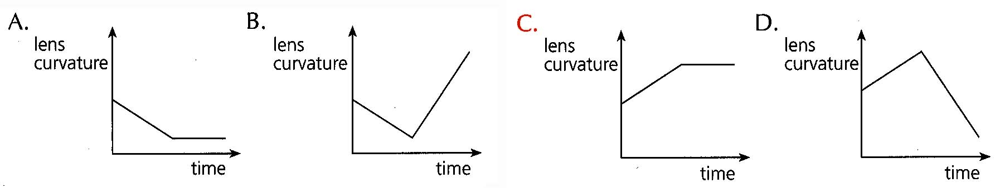 A.
lens
curvature
time
B.
lens
curvature
time
C.
lens
curvature
time
D.
lens
curvature
time